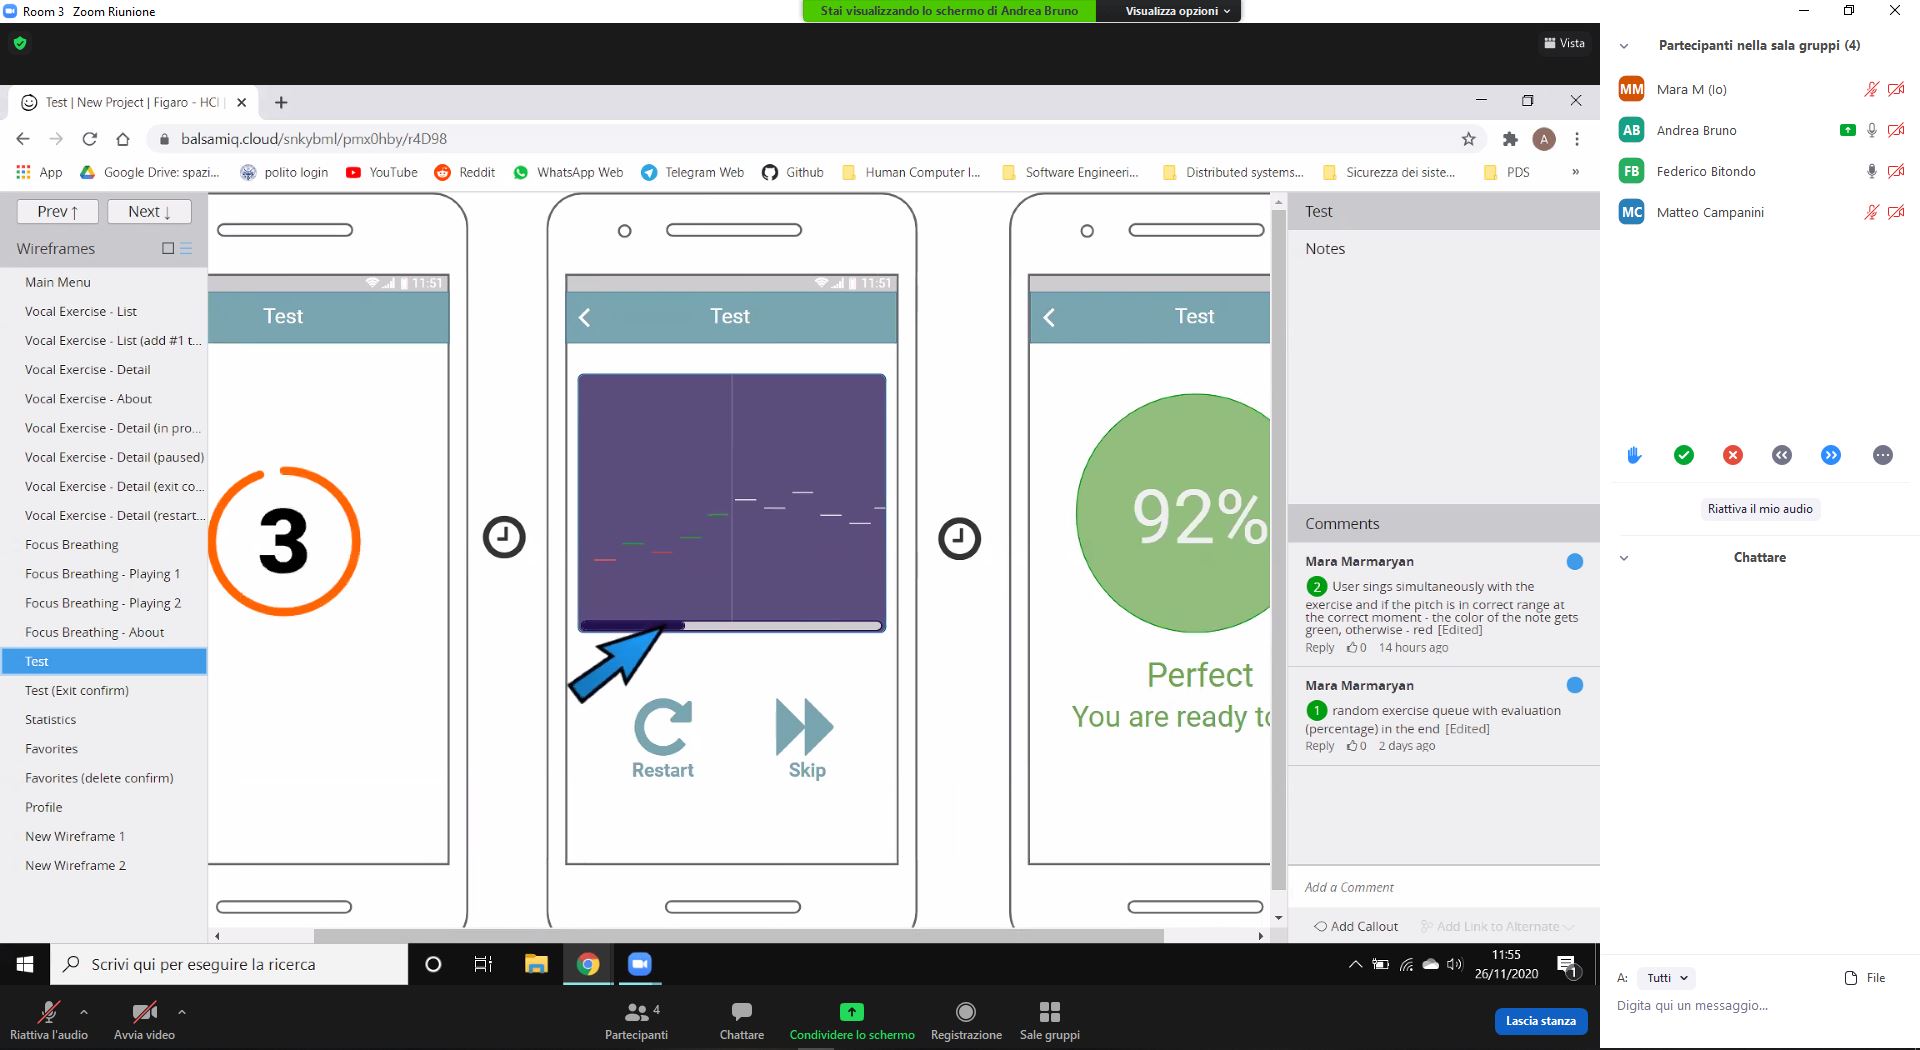 Room 3 Zoom Riunione
Stai visualizzando lo schermo di Andrea Bruno
Visualizza opzioni
Vista
Test | New Project | Figaro - HCI |
balsamiq.cloud/snkybml/pmx0hby/r4D98
A
App
Google Drive: spazi...
polito login
YouTube
Reddit
WhatsApp Web
Telegram Web
Github
Human Computer I...
Software Engineeri...
Distributed systems...
Sicurezza dei siste...
PDS
»
Prev ↑
Next ↓
Wireframes
Main Menu
Vocal Exercise - List
Vocal Exercise - List (add #1 t...
Vocal Exercise - Detail
Vocal Exercise - About
Vocal Exercise - Detail (in pro...
Vocal Exercise - Detail (paused)
Vocal Exercise - Detail (exit co...
Vocal Exercise - Detail (restart...
Focus Breathing
Focus Breathing - Playing 1
Focus Breathing - Playing 2
Focus Breathing - About
Test
Test (Exit confirm)
Statistics
Favorites
Favorites (delete confirm)
Profile
New Wireframe 1
New Wireframe 2
11:51
Test
3
11:51
Test
Restart
Skip
Test
92%
Perfect
You are ready to
Test
Notes
Comments
Mara Marmaryan
2 User sings simultaneously with the
exercise and if the pitch is in correct range at
the correct moment - the color of the note gets
green, otherwise - red [Edited]
Reply 0 14 hours ago
Mara Marmaryan
1 random exercise queue with evaluation
(percentage) in the end [Edited]
Reply 0 2 days ago
Add a Comment
Add Callout
Add Link to Alternate
Scrivi qui per eseguire la ricerca
11:55
26/11/2020
1
Riattiva l'audio
Avvia video
4
Partecipanti
Chattare
Condividere lo schermo
Registrazione
Sale gruppi
Lascia stanza
Partecipanti nella sala gruppi (4)
MM Mara M (Io)
AB Andrea Bruno
FB Federico Bitondo
MC Matteo Campanini
Riattiva il mio audio
Chattare
A: Tutti
File
Digita qui un messaggio...